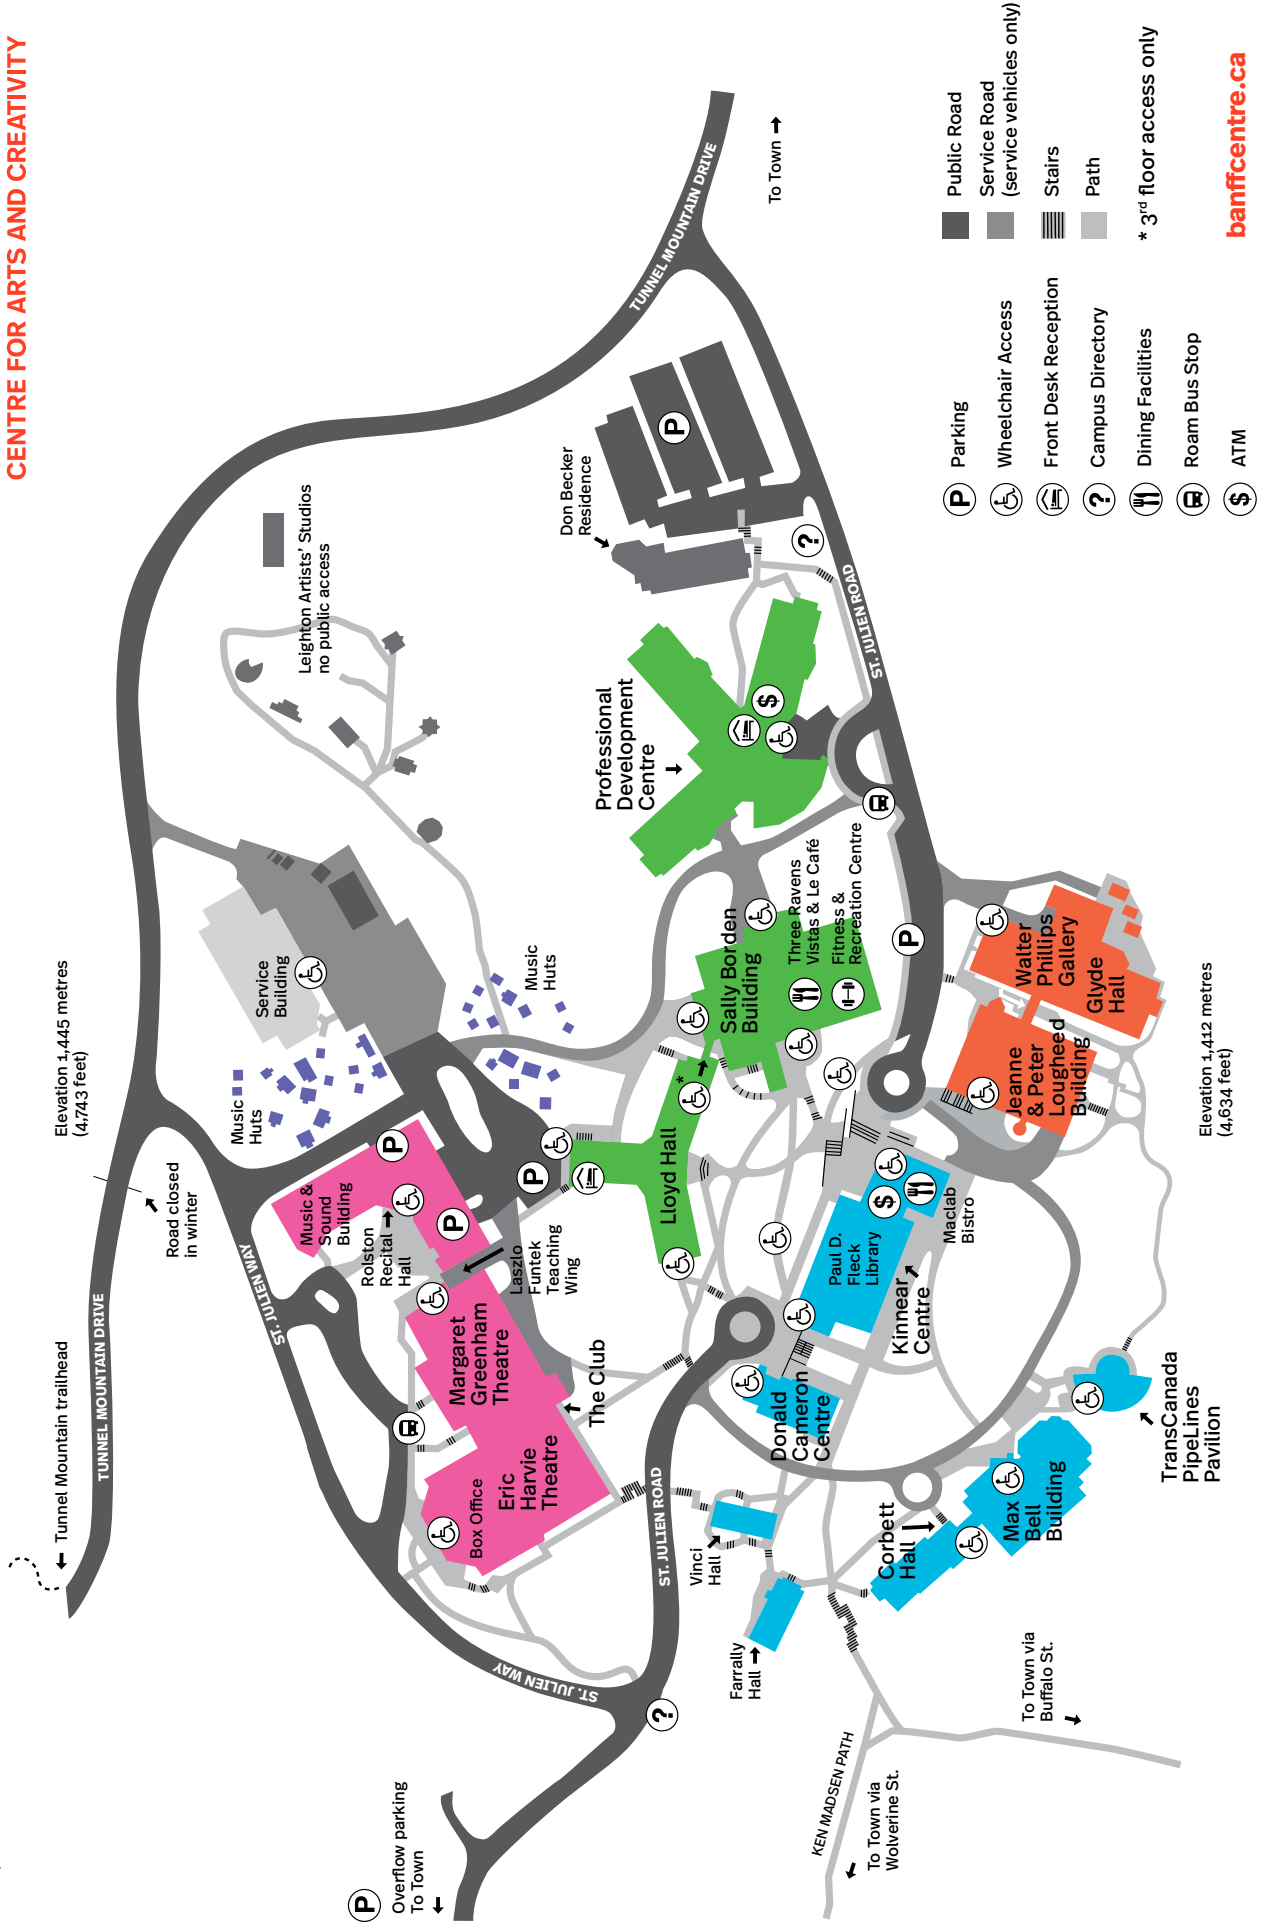 CENTRE FOR ARTS AND CREATIVITY
Tunnel Mountain trailhead
TUNNEL MOUNTAIN DRIVE
Road closed
in winter
Elevation 1,445 metres
(4,743 feet)
TUNNEL MOUNTAIN DRIVE
To Town
P
Overflow parking
To Town
ST. JULIEN WAY
ST. JULIEN WAY
?
Music
Huts
Service
Building
Music
Huts
Leighton Artists' Studios
no public access
Don Becker
Residence
P
?
Music &
Sound
Building
P
Rolston
Recital
Hall
P
P
Laszlo
Funtek
Teaching
Wing
Margaret
Greenham
Theatre
The Club
Eric
Harvie
Theatre
Box Office
ST. JULIEN ROAD
Lloyd Hall
*
Sally Borden
Building
Three Ravens
Vistas & Le Café
Fitness &
Recreation Centre
Professional
Development
Centre
$
ST. JULIEN ROAD
P
Vinci
Hall
Farrally
Hall
Donald
Cameron
Centre
Paul D.
Fleck
Library
$
Kinnear
Centre
Maclab
Bistro
Corbett
Hall
Max
Bell
Building
TransCanada
PipeLines
Pavilion
Jeanne
& Peter
Lougheed
Building
Walter
Phillips
Gallery
Glyde
Hall
Elevation 1,412 metres
(4,634 feet)
KEN MADSEN PATH
To Town via
Wolverine St.
To Town via
Buffalo St.
P Parking
Wheelchair Access
Front Desk Reception
? Campus Directory
Dining Facilities
Roam Bus Stop
$ ATM
Public Road
Service Road
(service vehicles only)
Stairs
Path
* 3rd floor access only
banffcentre.ca